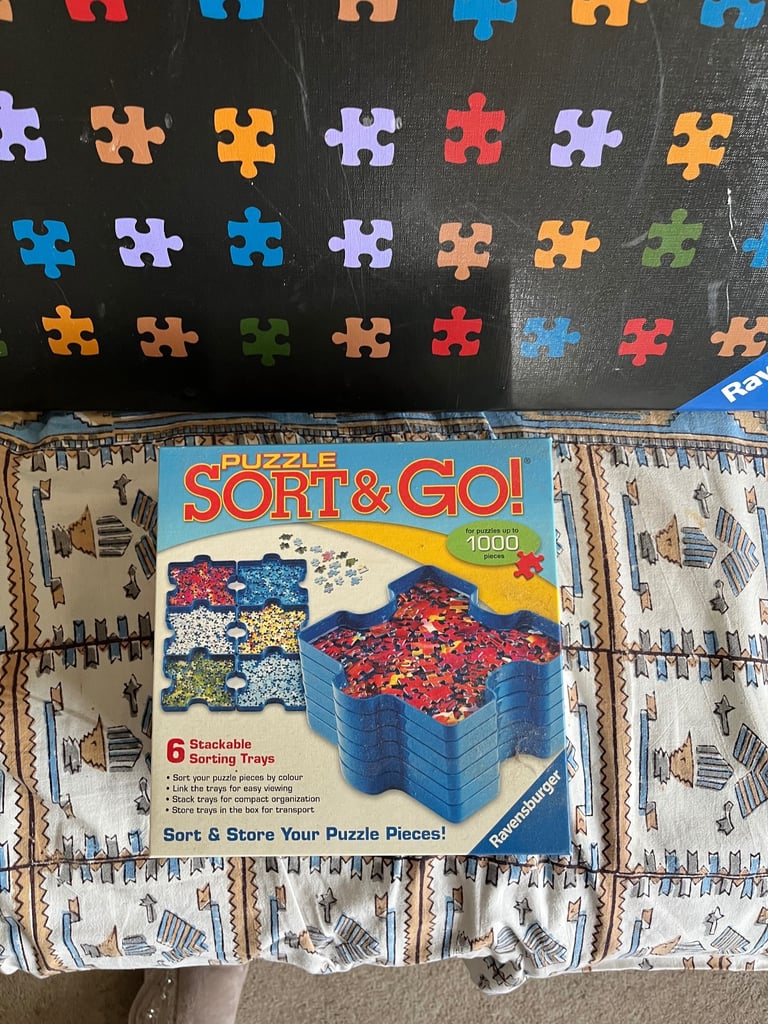 Rav
PUZZLE
SORT & GO!®
for puzzles up to
1000
pieces
6 Stackable
Sorting Trays
• Sort your puzzle pieces by colour
• Link the trays for easy viewing
• Stack trays for compact organization
• Store trays in the box for transport
Sort & Store Your Puzzle Pieces!
Ravensburger